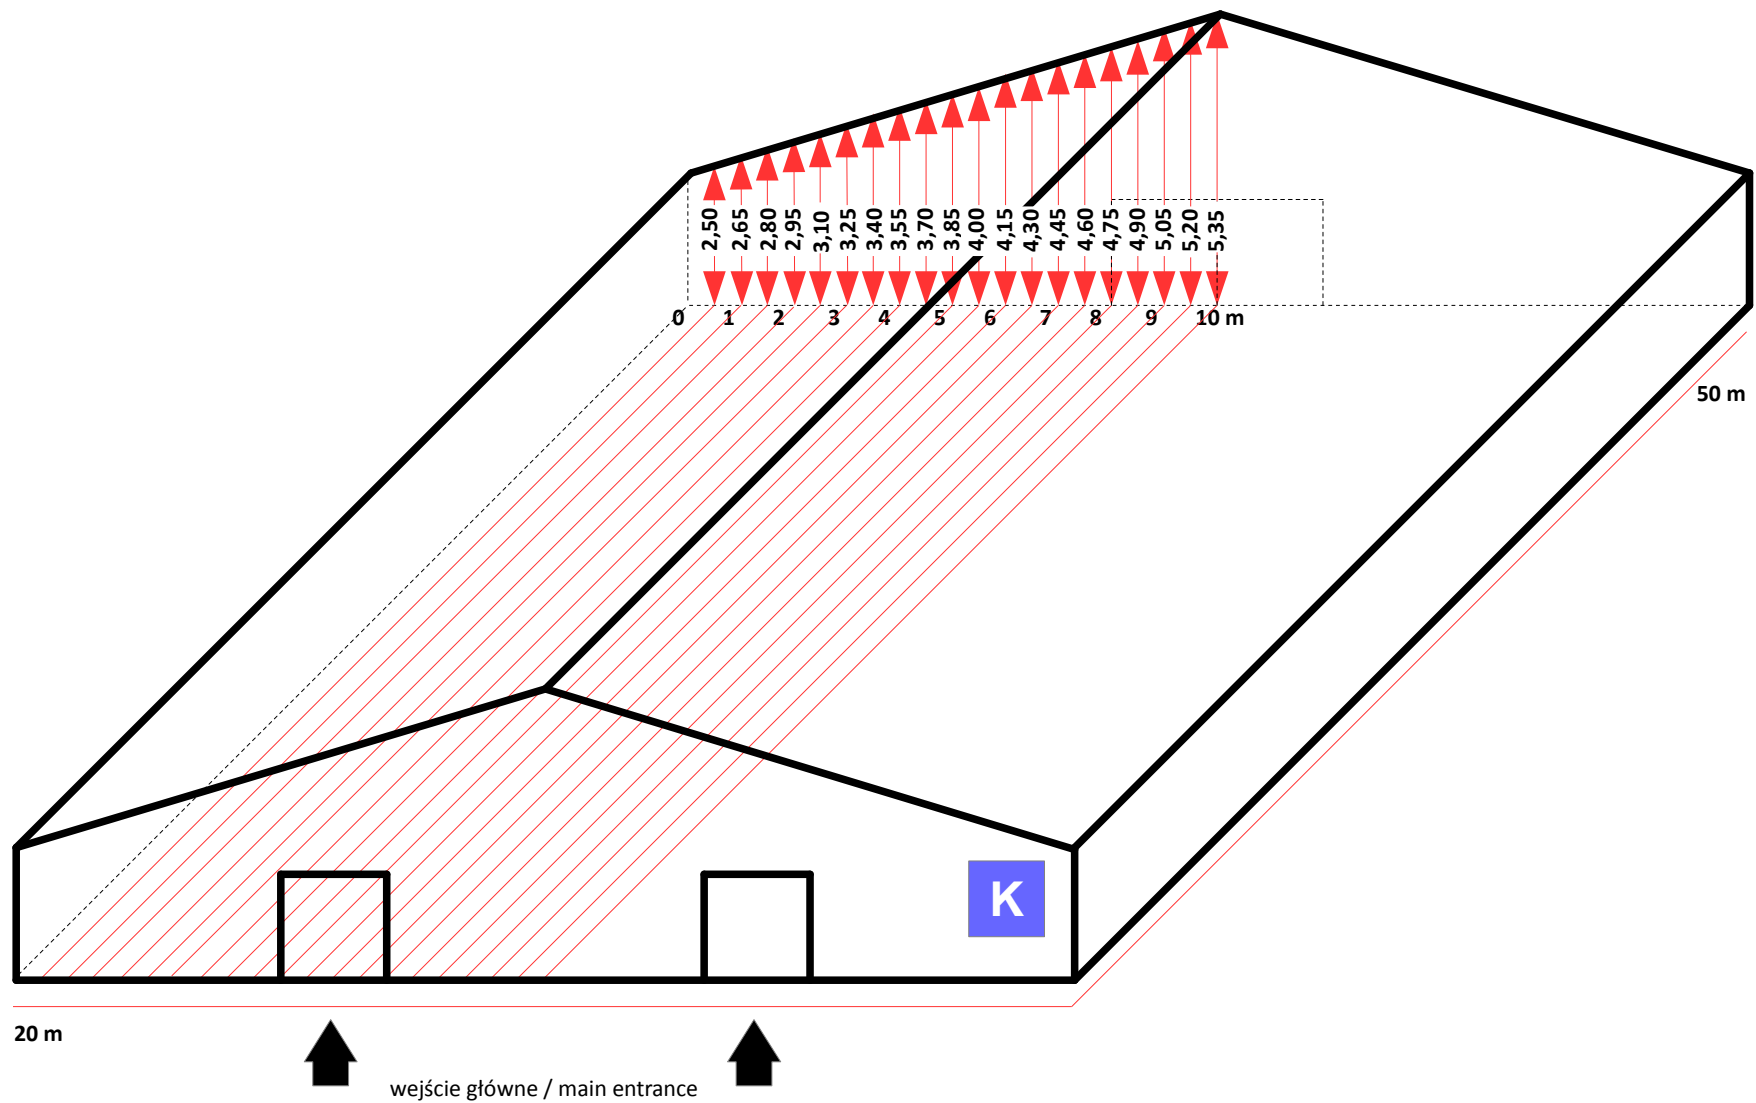 2,50 2,65 2,80 2,95 3,10 3,25 3,40 3,55 3,70 3,85 4,00 4,15 4,30 4,45 4,60 4,75 4,90 5,05 5,20 5,35
0 1 2 3 4 5 6 7 8 9 10 m
50 m
K
20 m
wejście główne / main entrance